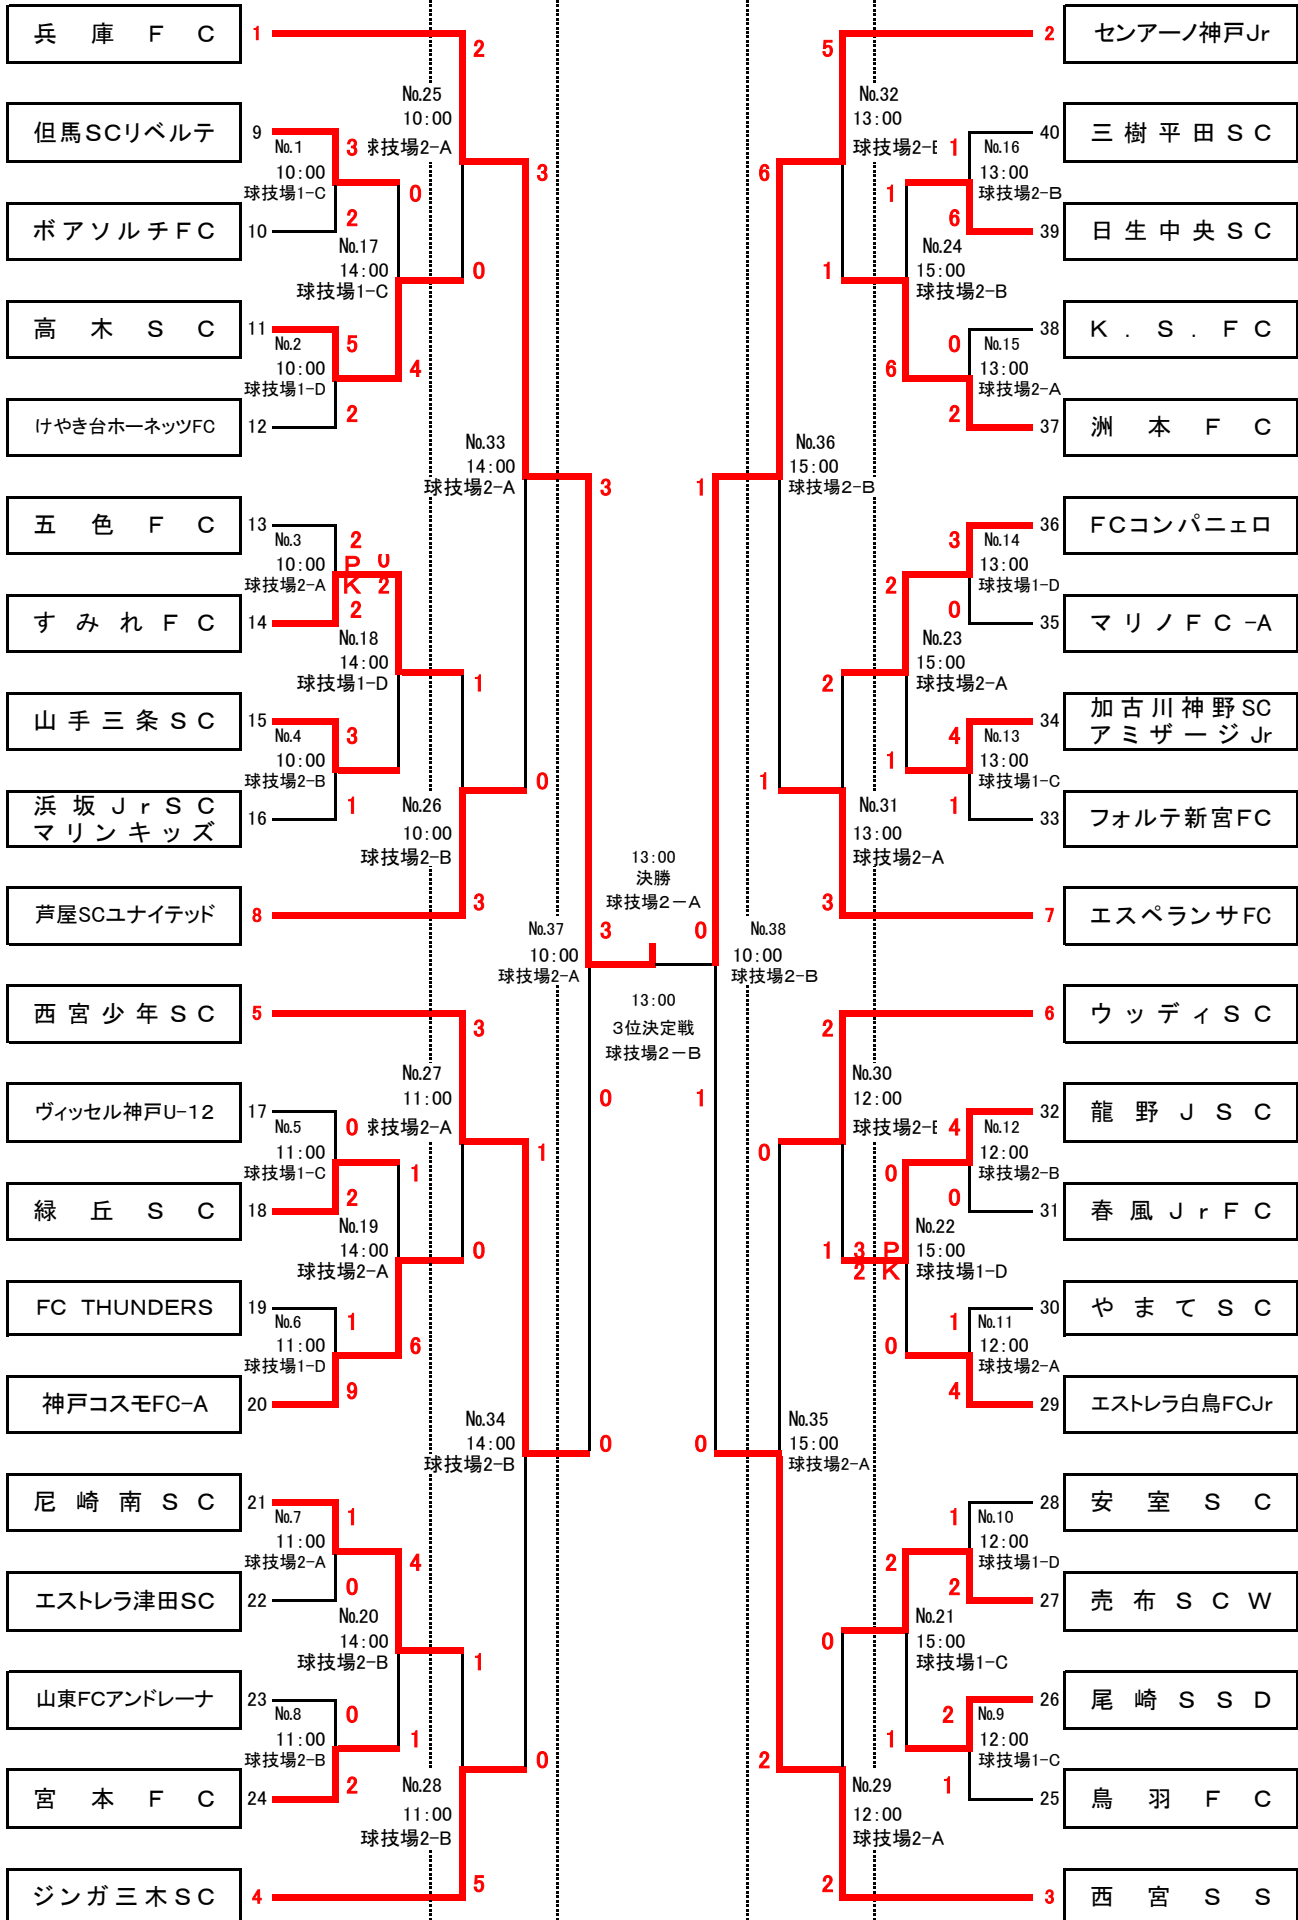 兵庫FC 1
2
No.25
10:00
球技場2-A
但馬SCリベルテ 9
No.1
10:00
球技場1-C
3
2
0
3
ボアソルチFC 10
No.17
14:00
球技場1-C
0
高木SC 11
No.2
10:00
球技場1-D
5
2
4
けやき台ホーネッツFC 12
No.33
14:00
球技場2-A
3
五色FC 13
No.3
10:00
球技場2-A
2
PK 0
2
2
すみれFC 14
No.18
14:00
球技場1-D
1
山手三条SC 15
No.4
10:00
球技場2-B
3
1
0
浜坂JrSC
マリンキッズ 16
No.26
10:00
球技場2-B
芦屋SCユナイテッド 8
3
No.37
10:00
球技場2-A
3
西宮少年SC 5
3
No.27
11:00
球技場2-A
0
ヴィッセル神戸U-12 17
No.5
11:00
球技場1-C
0
2
1
1
緑丘SC 18
No.19
14:00
球技場2-A
0
FC THUNDERS 19
No.6
11:00
球技場1-D
1
9
6
神戸コスモFC-A 20
No.34
14:00
球技場2-B
0
尼崎南SC 21
No.7
11:00
球技場2-A
1
0
4
エストレラ津田SC 22
No.20
14:00
球技場2-B
1
山東FCアンドレーナ 23
No.8
11:00
球技場2-B
0
2
1
0
宮本FC 24
No.28
11:00
球技場2-B
ジンガ三木SC 4
5
13:00
決勝
球技場2-A
13:00
3位決定戦
球技場2-B
5
2 センアーノ神戸Jr
No.32
13:00
球技場2-B
40 三樹平田SC
1
No.16
13:00
球技場2-B
6
1
6
39 日生中央SC
No.24
15:00
球技場2-B
1
38 K.S.FC
0
No.15
13:00
球技場2-A
6
2
37 洲本FC
No.36
15:00
球技場2-B
1
36 FCコンパニェロ
3
No.14
13:00
球技場1-D
2
0
35 マリノFC-A
No.23
15:00
球技場2-A
2
34 加古川神野SC
アミザージJr
4
No.13
13:00
球技場1-C
1
1
1
33 フォルテ新宮FC
No.31
13:00
球技場2-A
3
7 エスペランサFC
0
No.38
10:00
球技場2-B
2
6 ウッディSC
No.30
12:00
球技場2-B
1
32 龍野JSC
4
No.12
12:00
球技場2-B
0
0
0
31 春風JrFC
No.22
15:00
球技場1-D
1
3 PK
2
30 やまてSC
1
No.11
12:00
球技場2-A
0
4
29 エストレラ白鳥FCJr
0
No.35
15:00
球技場2-A
28 安室SC
1
No.10
12:00
球技場1-D
2
2
27 売布SCW
No.21
15:00
球技場1-C
0
26 尾崎SSD
2
No.9
12:00
球技場1-C
1
1
2
25 鳥羽FC
No.29
12:00
球技場2-A
2
3 西宮SS